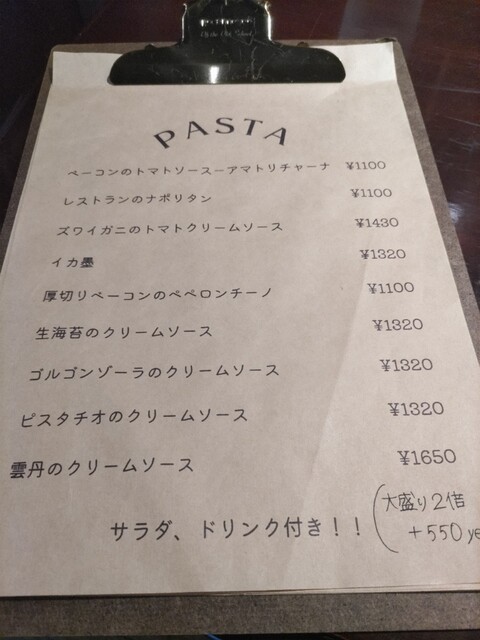 PASTA
ベーコンのトマトソースーアマトリチャーナ ¥1100
レストランのナポリタン ¥1100
ズワイガニのトマトクリームソース ¥1430
イカ墨 ¥1320
厚切りベーコンのペペロンチーノ ¥1100
生海苔のクリームソース ¥1320
ゴルゴンゾーラのクリームソース ¥1320
ピスタチオのクリームソース ¥1320
雲丹のクリームソース ¥1650
サラダ、ドリンク付き！！
(大盛り2倍
+550 ye